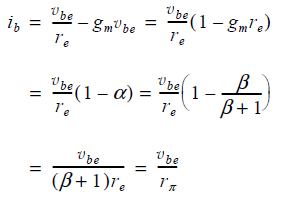 i_b = v_be/r_e − g_m v_be = v_be/r_e (1 − g_m r_e)
= v_be/r_e (1 − α) = v_be/r_e (1 − β/(β + 1))
= v_be/((β + 1)r_e) = v_be/r_π